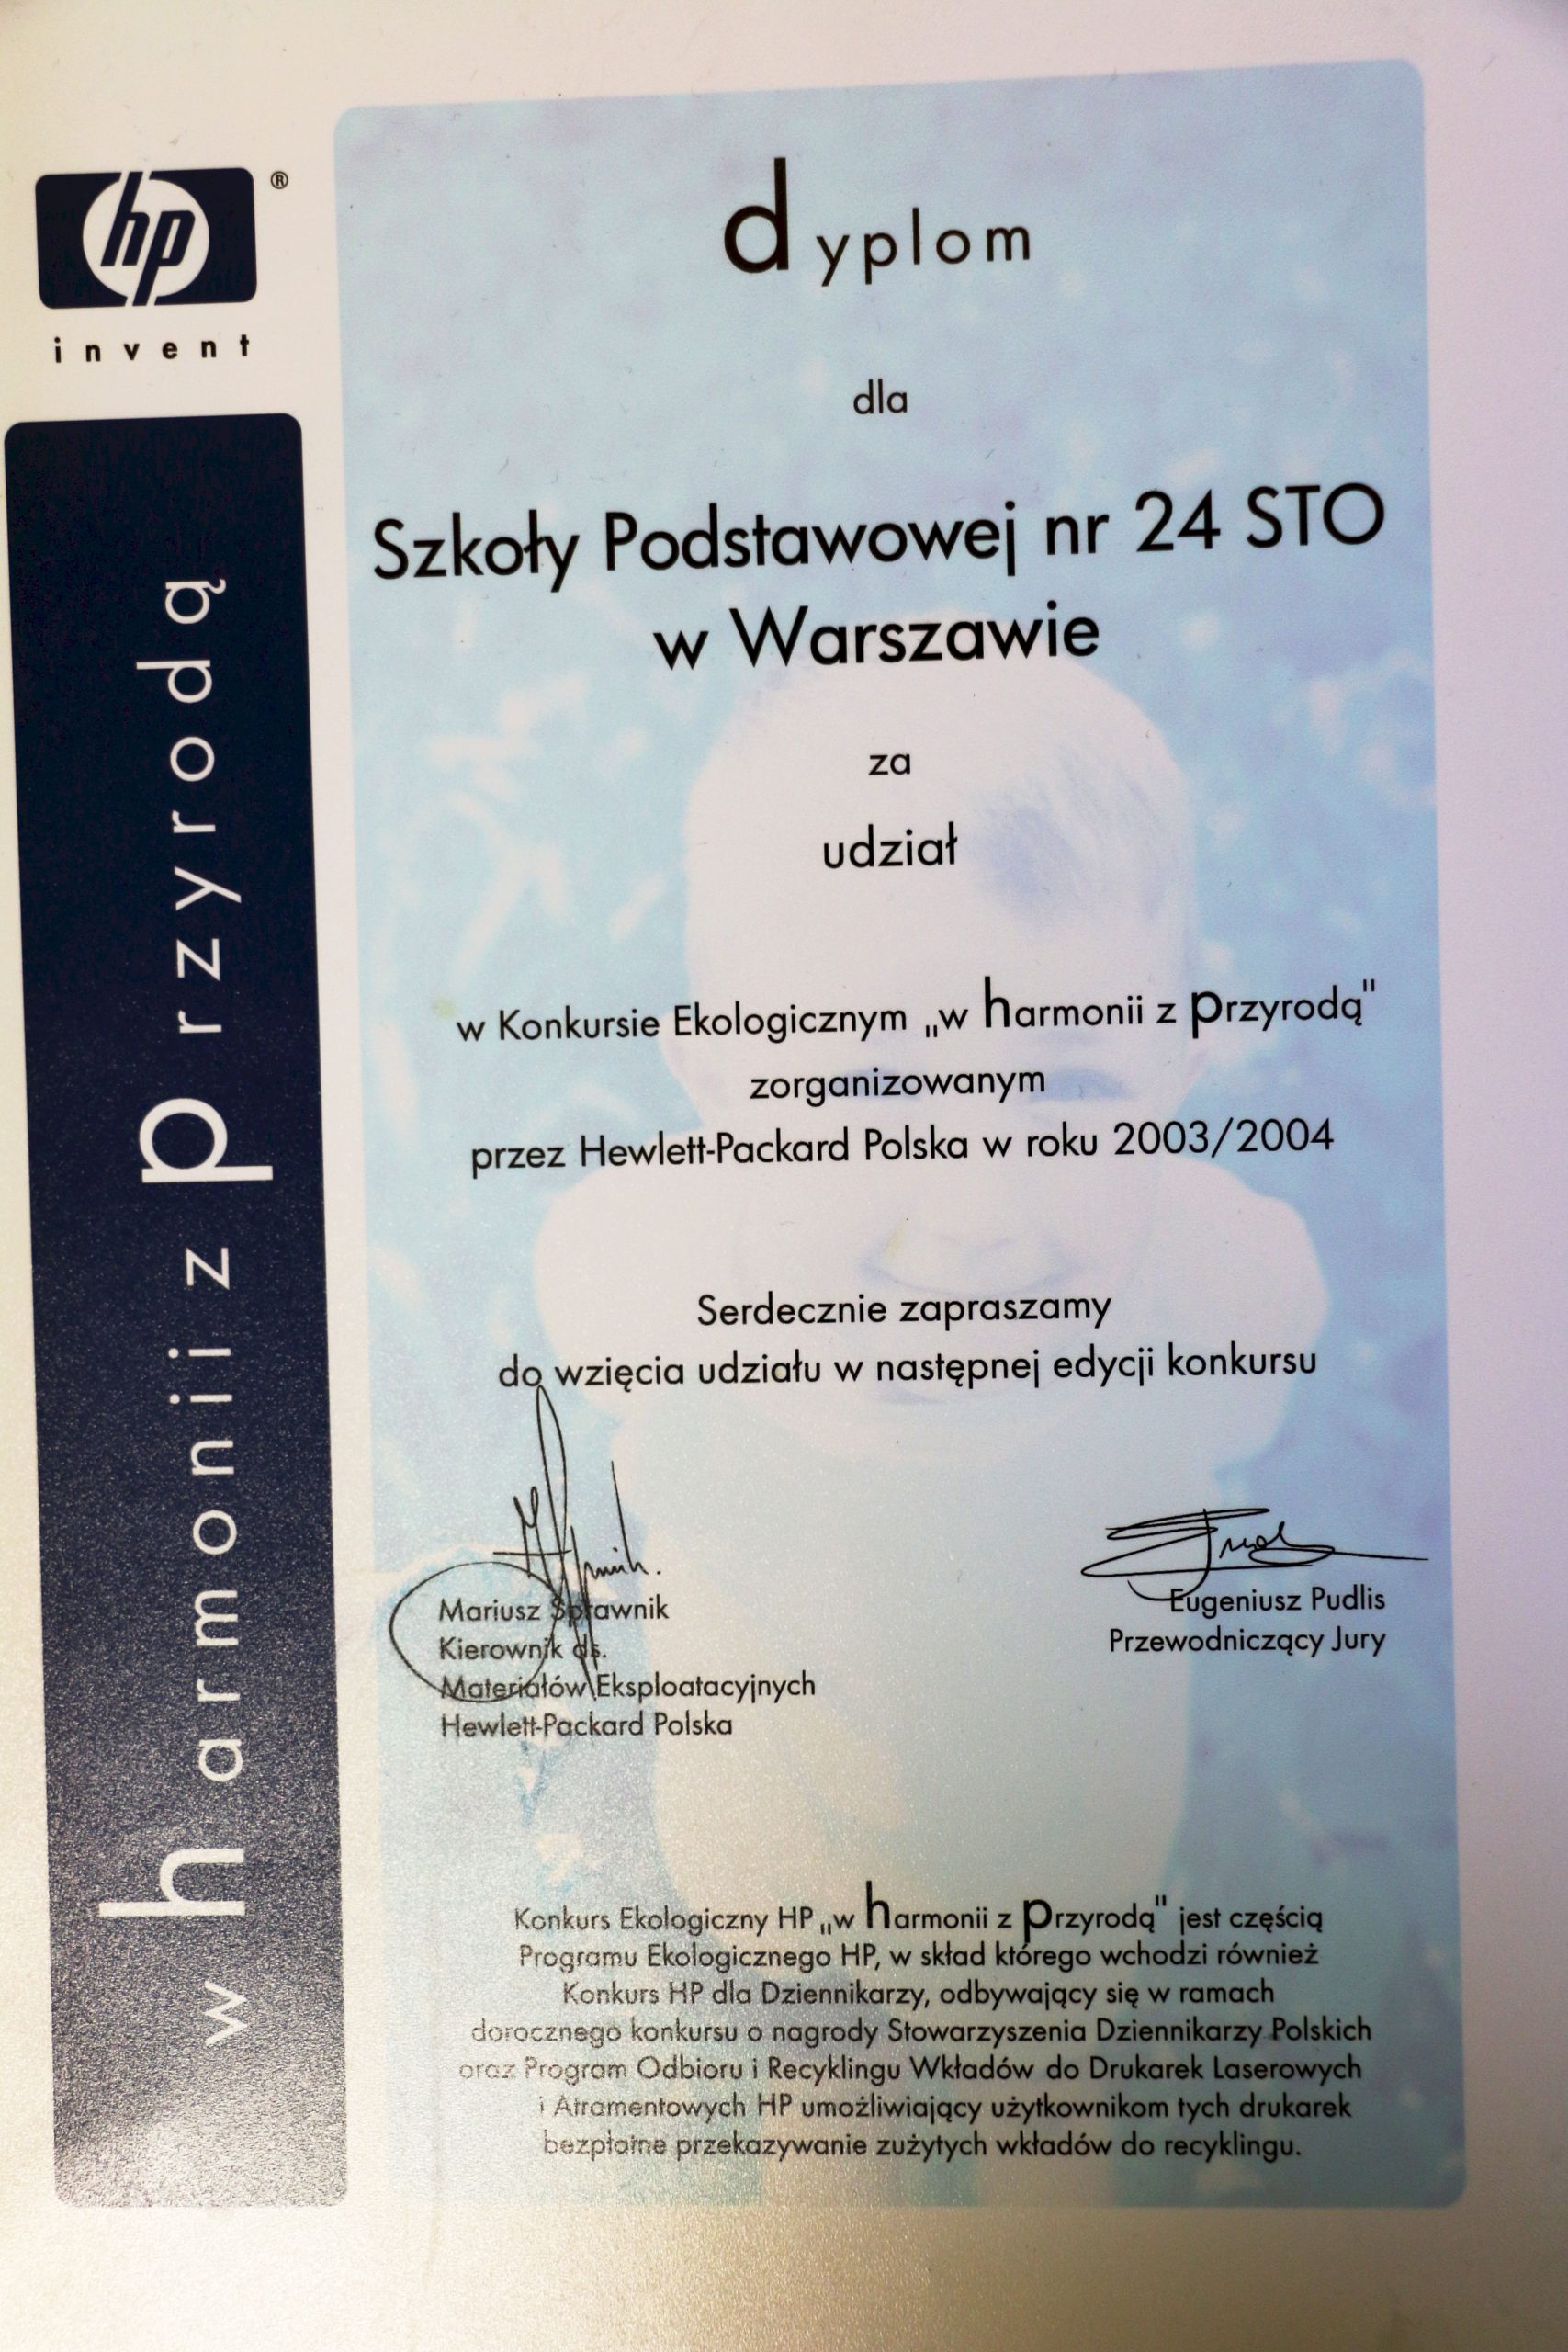 hp ®
invent
w harmonii z przyrodą
dyplom
dla
Szkoły Podstawowej nr 24 STO
w Warszawie
za
udział
w Konkursie Ekologicznym „w harmonii z przyrodą"
zorganizowanym
przez Hewlett-Packard Polska w roku 2003/2004
Serdecznie zapraszamy
do wzięcia udziału w następnej edycji konkursu
Mariusz Sprawnik
Kierownik ds.
Materiałów Eksploatacyjnych
Hewlett-Packard Polska
Eugeniusz Pudlis
Przewodniczący Jury
Konkurs Ekologiczny HP „w harmonii z przyrodą" jest częścią
Programu Ekologicznego HP, w skład którego wchodzi również
Konkurs HP dla Dziennikarzy, odbywający się w ramach
dorocznego konkursu o nagrody Stowarzyszenia Dziennikarzy Polskich
oraz Program Odbioru i Recyklingu Wkładów do Drukarek Laserowych
i Atramentowych HP umożliwiający użytkownikom tych drukarek
bezpłatne przekazywanie zużytych wkładów do recyklingu.